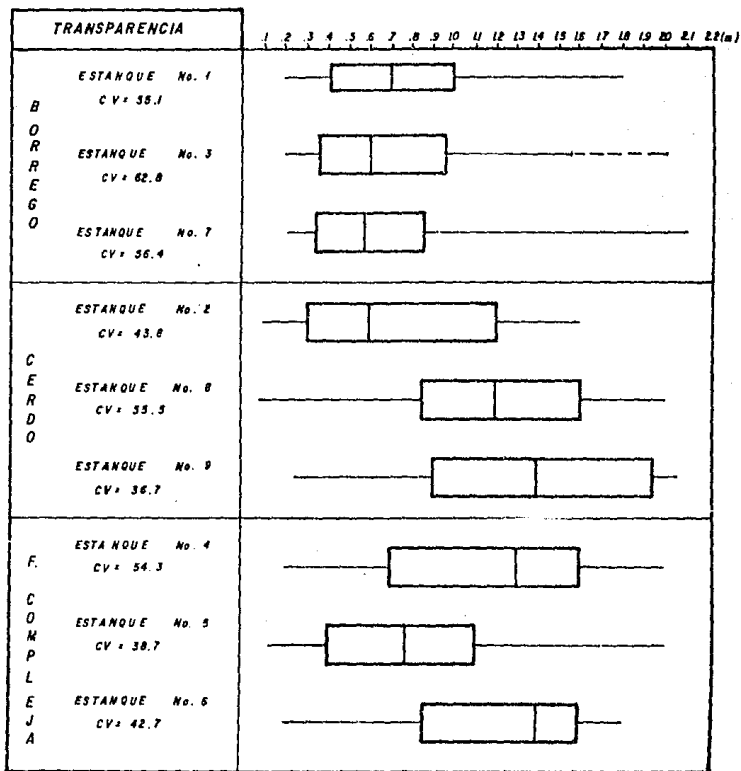 TRANSPARENCIA
.1 .2 .3 .4 .5 .6 .7 .8 .9 1.0 1.1 1.2 1.3 1.4 1.5 1.6 1.7 1.8 1.9 2.0 2.1 2.2(m)
BORREGO
ESTANQUE No. 1
CV= 55.1
ESTANQUE No. 3
CV= 62.8
ESTANQUE No. 7
CV= 56.4
CERDO
ESTANQUE No. 2
CV= 43.8
ESTANQUE No. 8
CV= 35.5
ESTANQUE No. 9
CV= 36.7
F. COMPLEJA
ESTANQUE No. 4
CV= 54.3
ESTANQUE No. 5
CV= 38.7
ESTANQUE No. 6
CV= 42.7